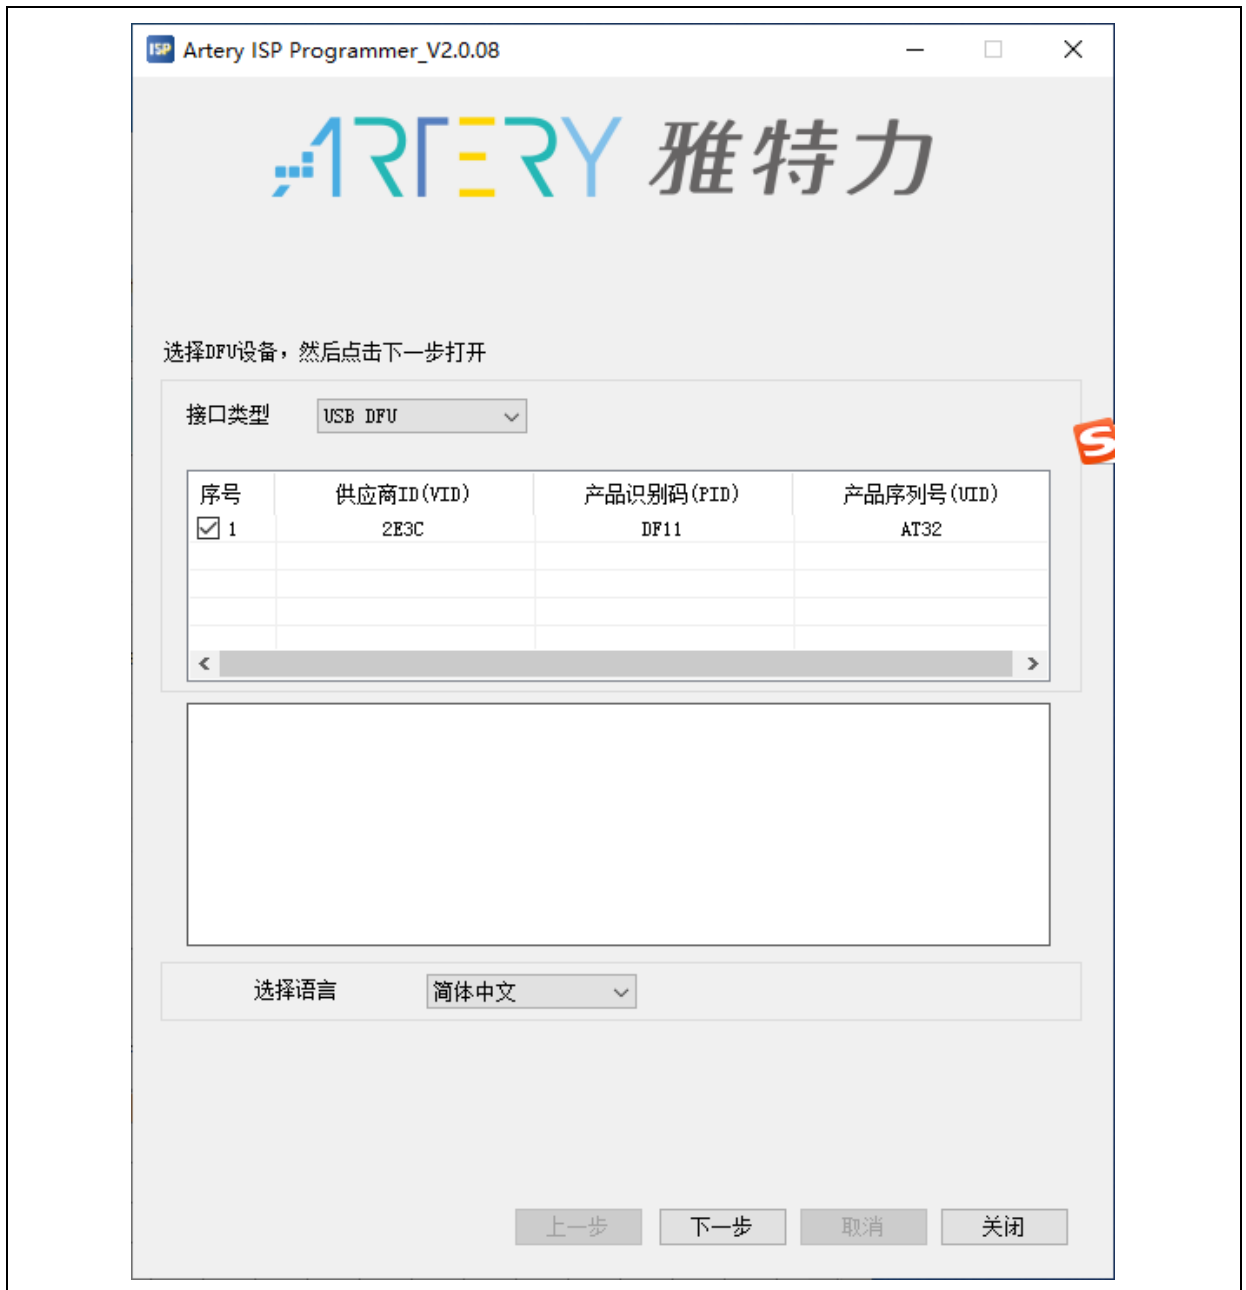 ISP Artery ISP Programmer_V2.0.08
ARTERY 雅特力
选择DFU设备，然后点击下一步打开
接口类型 USB DFU
序号 供应商ID(VID) 产品识别码(PID) 产品序列号(UID)
1 2E3C DF11 AT32
选择语言 简体中文
上一步 下一步 取消 关闭